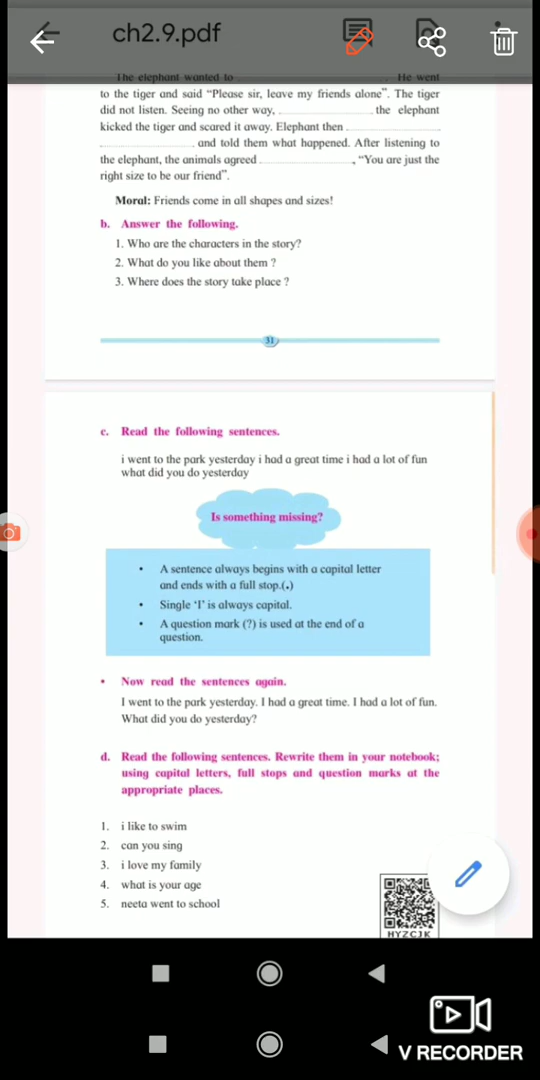 ch2.9.pdf
The elephant wanted to ........................ . He went
to the tiger and said “Please sir, leave my friends alone”. The tiger
did not listen. Seeing no other way, ........................ the elephant
kicked the tiger and scared it away. Elephant then ........................
........................ and told them what happened. After listening to
the elephant, the animals agreed ........................, “You are just the
right size to be our friend”.
Moral: Friends come in all shapes and sizes!
b. Answer the following.
1. Who are the characters in the story?
2. What do you like about them ?
3. Where does the story take place ?
31
c. Read the following sentences.
i went to the park yesterday i had a great time i had a lot of fun
what did you do yesterday
Is something missing?
• A sentence always begins with a capital letter
and ends with a full stop.(.)
• Single ‘I’ is always capital.
• A question mark (?) is used at the end of a
question.
• Now read the sentences again.
I went to the park yesterday. I had a great time. I had a lot of fun.
What did you do yesterday?
d. Read the following sentences. Rewrite them in your notebook;
using capital letters, full stops and question marks at the
appropriate places.
1. i like to swim
2. can you sing
3. i love my family
4. what is your age
5. neeta went to school
HYZCJK
V RECORDER